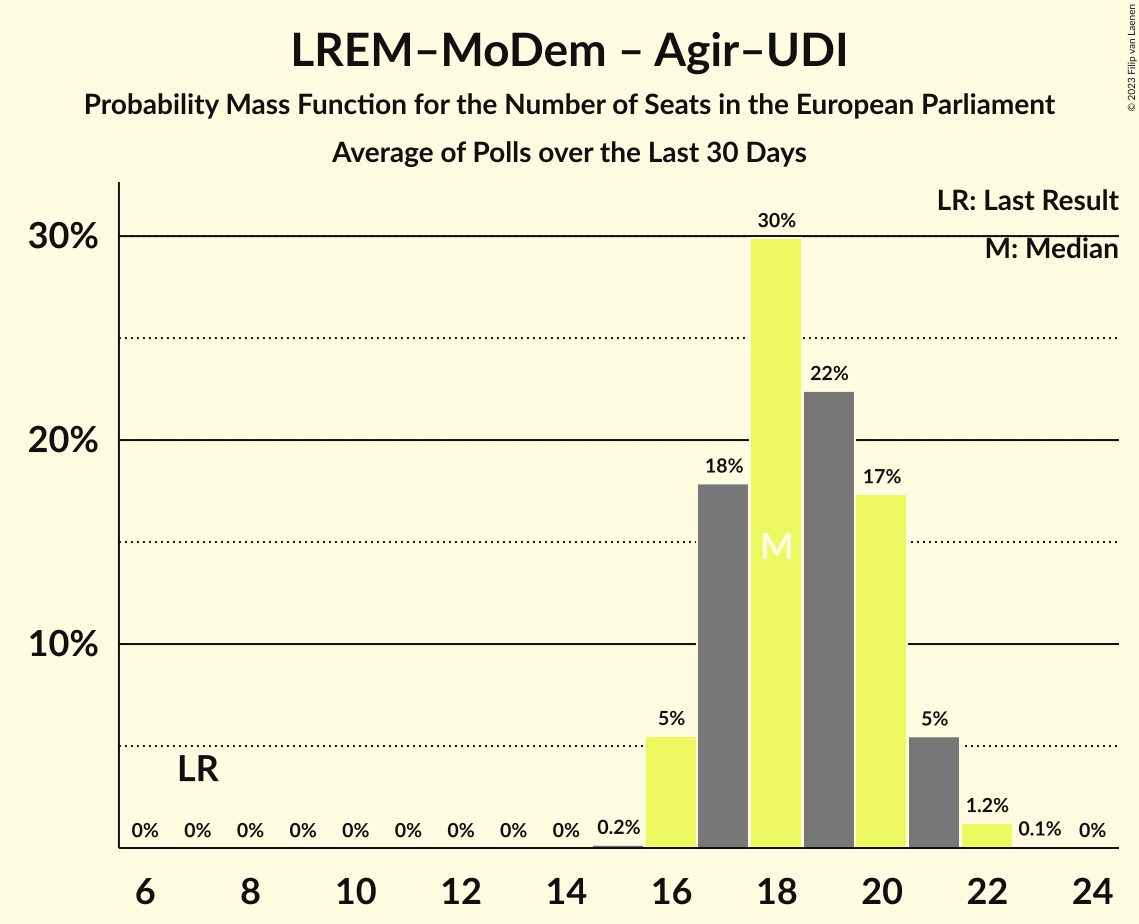 LREM–MoDem – Agir–UDI
Probability Mass Function for the Number of Seats in the European Parliament
Average of Polls over the Last 30 Days
© 2023 Filip van Laenen
LR: Last Result
M: Median
30%
20%
10%
0% 0% 0% 0% 0% 0% 0% 0% 0% 0.2% 5% 18% 30% 22% 17% 5% 1.2% 0.1% 0%
M
LR
6 8 10 12 14 16 18 20 22 24